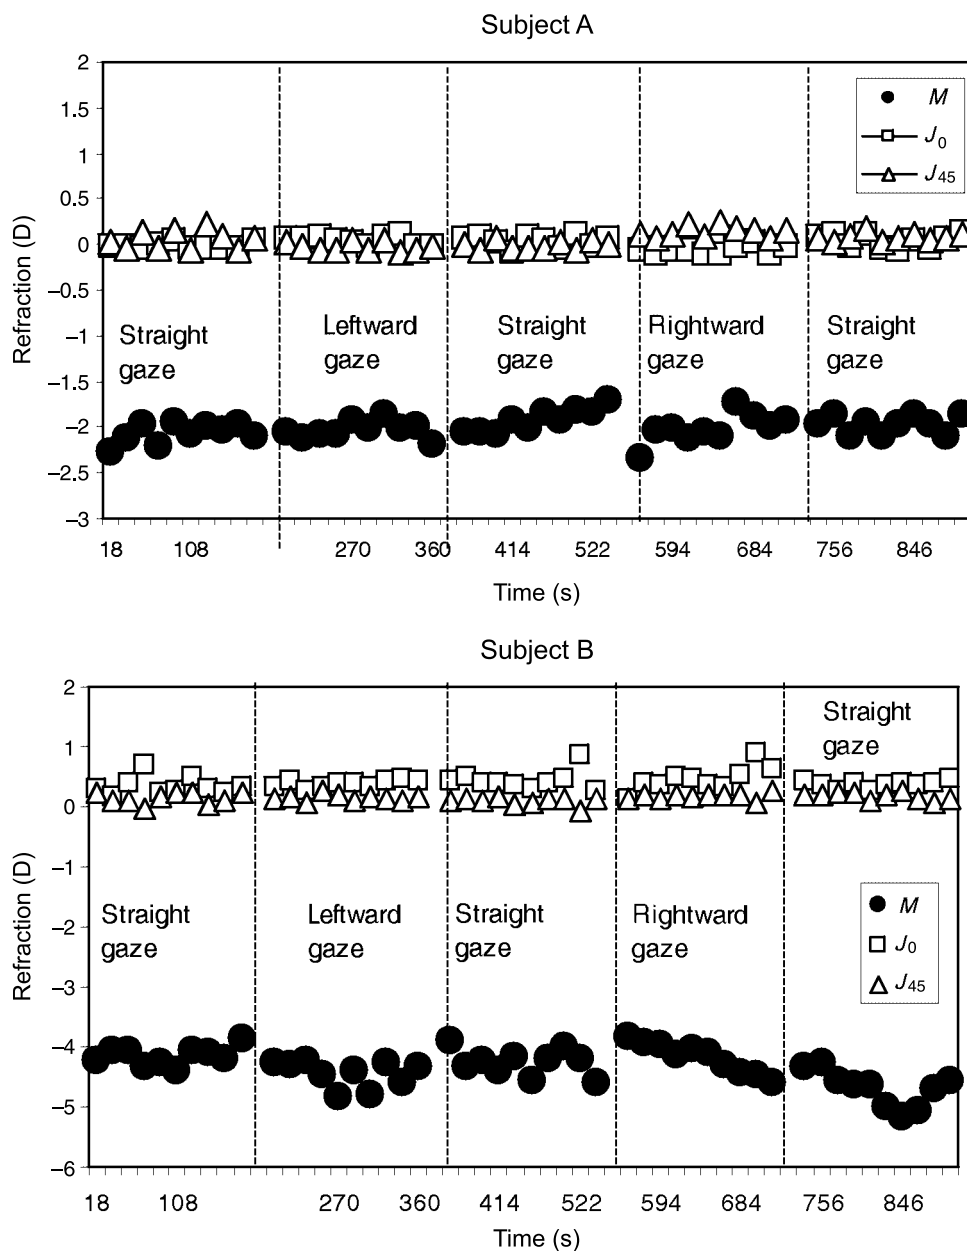 Subject A
Refraction (D)
2
1.5
1
0.5
0
−0.5
−1
−1.5
−2
−2.5
−3
M
J0
J45
Straight
gaze
Leftward
gaze
Straight
gaze
Rightward
gaze
Straight
gaze
18 108 270 360 414 522 594 684 756 846
Time (s)
Subject B
Refraction (D)
2
1
0
−1
−2
−3
−4
−5
−6
Straight
gaze
Leftward
gaze
Straight
gaze
Rightward
gaze
Straight
gaze
M
J0
J45
18 108 270 360 414 522 594 684 756 846
Time (s)